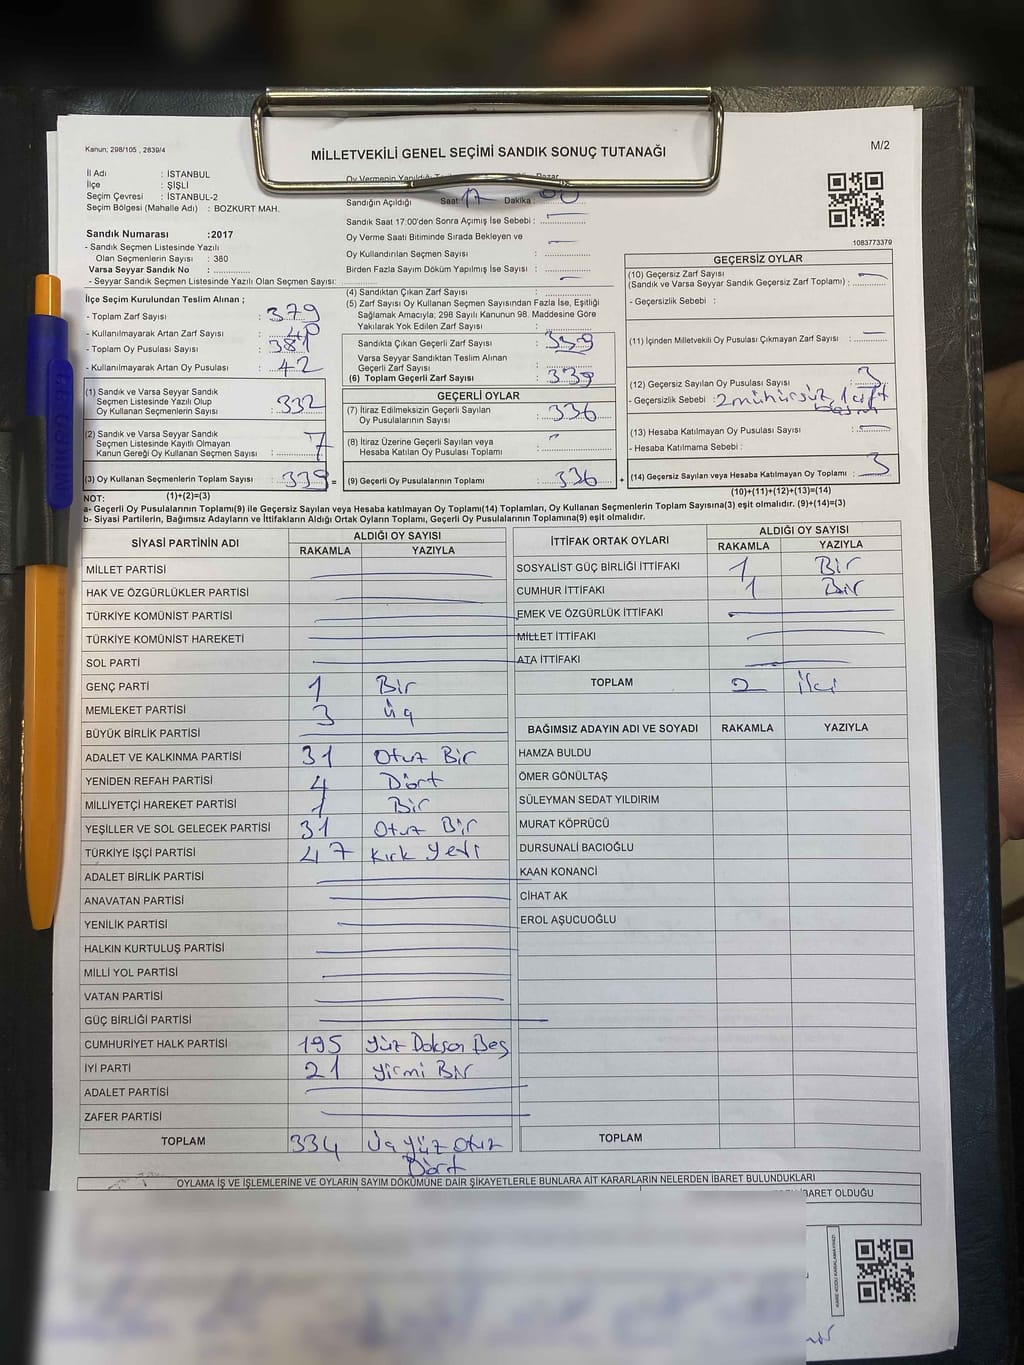 Kanun; 298/105 , 2839/4
MİLLETVEKİLİ GENEL SEÇİMİ SANDIK SONUÇ TUTANAĞI
M/2
İl Adı : İSTANBUL
İlçe : ŞİŞLİ
Seçim Çevresi : İSTANBUL-2
Seçim Bölgesi (Mahalle Adı) : BOZKURT MAH.
Sandık Numarası :2017
- Sandık Seçmen Listesinde Yazılı
Olan Seçmenlerin Sayısı : 380
Varsa Seyyar Sandık No : ..............
- Seyyar Sandık Seçmen Listesinde Yazılı Olan Seçmen Sayısı:
İlçe Seçim Kurulundan Teslim Alınan ;
- Toplam Zarf Sayısı : 379
- Kullanılmayarak Artan Zarf Sayısı : 40
- Toplam Oy Pusulası Sayısı : 381
- Kullanılmayarak Artan Oy Pusulası : 42
(1) Sandık ve Varsa Seyyar Sandık
Seçmen Listesinde Yazılı Olup
Oy Kullanan Seçmenlerin Sayısı : 332
(2) Sandık ve Varsa Seyyar Sandık
Seçmen Listesinde Kayıtlı Olmayan
Kanun Gereği Oy Kullanan Seçmen Sayısı : 7
(3) Oy Kullanan Seçmenlerin Toplam Sayısı : 339 =
(1)+(2)=(3)
Sandığın Açıldığı Saat: 17 Dakika : 00
Sandık Saat 17:00'den Sonra Açımış İse Sebebi :
Oy Verme Saati Bitiminde Sırada Bekleyen ve
Oy Kullandırılan Seçmen Sayısı :
Birden Fazla Sayım Döküm Yapılmış İse Sayısı :
(4) Sandıktan Çıkan Zarf Sayısı :
(5) Zarf Sayısı Oy Kullanan Seçmen Sayısından Fazla İse, Eşitliği
Sağlamak Amacıyla; 298 Sayılı Kanunun 98. Maddesine Göre
Yakılarak Yok Edilen Zarf Sayısı :
Sandıkta Çıkan Geçerli Zarf Sayısı : 339
Varsa Seyyar Sandıktan Teslim Alınan
Geçerli Zarf Sayısı :
(6) Toplam Geçerli Zarf Sayısı : 339
GEÇERLİ OYLAR
(7) İtiraz Edilmeksizin Geçerli Sayılan
Oy Pusulalarının Sayısı : 336
(8) İtiraz Üzerine Geçerli Sayılan veya
Hesaba Katılan Oy Pusulası Toplamı :
(9) Geçerli Oy Pusulalarının Toplamı : 336 +
1083773379
GEÇERSİZ OYLAR
(10) Geçersiz Zarf Sayısı
(Sandık ve Varsa Seyyar Sandık Geçersiz Zarf Toplamı) :
- Geçersizlik Sebebi :
(11) İçinden Milletvekili Oy Pusulası Çıkmayan Zarf Sayısı :
(12) Geçersiz Sayılan Oy Pusulası Sayısı : 3
- Geçersizlik Sebebi : 2 mühürsüz 1 çift
(13) Hesaba Katılmayan Oy Pusulası Sayısı :
- Hesaba Katılmama Sebebi :
(14) Geçersiz Sayılan veya Hesaba Katılmayan Oy Toplamı : 3
(10)+(11)+(12)+(13)=(14)
NOT:
a- Geçerli Oy Pusulalarının Toplamı(9) ile Geçersiz Sayılan veya Hesaba katılmayan Oy Toplamı(14) Toplamları, Oy Kullanan Seçmenlerin Toplam Sayısına(3) eşit olmalıdır. (9)+(14)=(3)
b- Siyasi Partilerin, Bağımsız Adayların ve İttifakların Aldığı Ortak Oyların Toplamı, Geçerli Oy Pusulalarının Toplamına(9) eşit olmalıdır.
SİYASİ PARTİNİN ADI ALDIĞI OY SAYISI
RAKAMLA YAZIYLA
MİLLET PARTİSİ
HAK VE ÖZGÜRLÜKLER PARTİSİ
TÜRKİYE KOMÜNİST PARTİSİ
TÜRKİYE KOMÜNİST HAREKETİ
SOL PARTİ
GENÇ PARTİ 1 Bir
MEMLEKET PARTİSİ 3 Üç
BÜYÜK BİRLİK PARTİSİ
ADALET VE KALKINMA PARTİSİ 31 Otuz Bir
YENİDEN REFAH PARTİSİ 4 Dört
MİLLİYETÇİ HAREKET PARTİSİ 1 Bir
YEŞİLLER VE SOL GELECEK PARTİSİ 31 Otuz Bir
TÜRKİYE İŞÇİ PARTİSİ 47 Kırk Yedi
ADALET BİRLİK PARTİSİ
ANAVATAN PARTİSİ
YENİLİK PARTİSİ
HALKIN KURTULUŞ PARTİSİ
MİLLİ YOL PARTİSİ
VATAN PARTİSİ
GÜÇ BİRLİĞİ PARTİSİ
CUMHURİYET HALK PARTİSİ 195 Yüz Doksan Beş
İYİ PARTİ 21 Yirmi Bir
ADALET PARTİSİ
ZAFER PARTİSİ
TOPLAM 334 Üç Yüz Otuz
Dört
İTTİFAK ORTAK OYLARI ALDIĞI OY SAYISI
RAKAMLA YAZIYLA
SOSYALİST GÜÇ BİRLİĞİ İTTİFAKI 1 Bir
CUMHUR İTTİFAKI 1 Bir
EMEK VE ÖZGÜRLÜK İTTİFAKI
MİLLET İTTİFAKI
ATA İTTİFAKI
TOPLAM 2 İki
BAĞIMSIZ ADAYIN ADI VE SOYADI RAKAMLA YAZIYLA
HAMZA BULDU
ÖMER GÖNÜLTAŞ
SÜLEYMAN SEDAT YILDIRIM
MURAT KÖPRÜCÜ
DURSUNALİ BACIOĞLU
KAAN KONANCİ
CİHAT AK
EROL AŞUCUOĞLU
TOPLAM
OYLAMA İŞ VE İŞLEMLERİNE VE OYLARIN SAYIM DÖKÜMÜNE DAİR ŞİKAYETLERLE BUNLARA AİT KARARLARIN NELERDEN İBARET BULUNDUKLARI
İBARET OLDUĞU